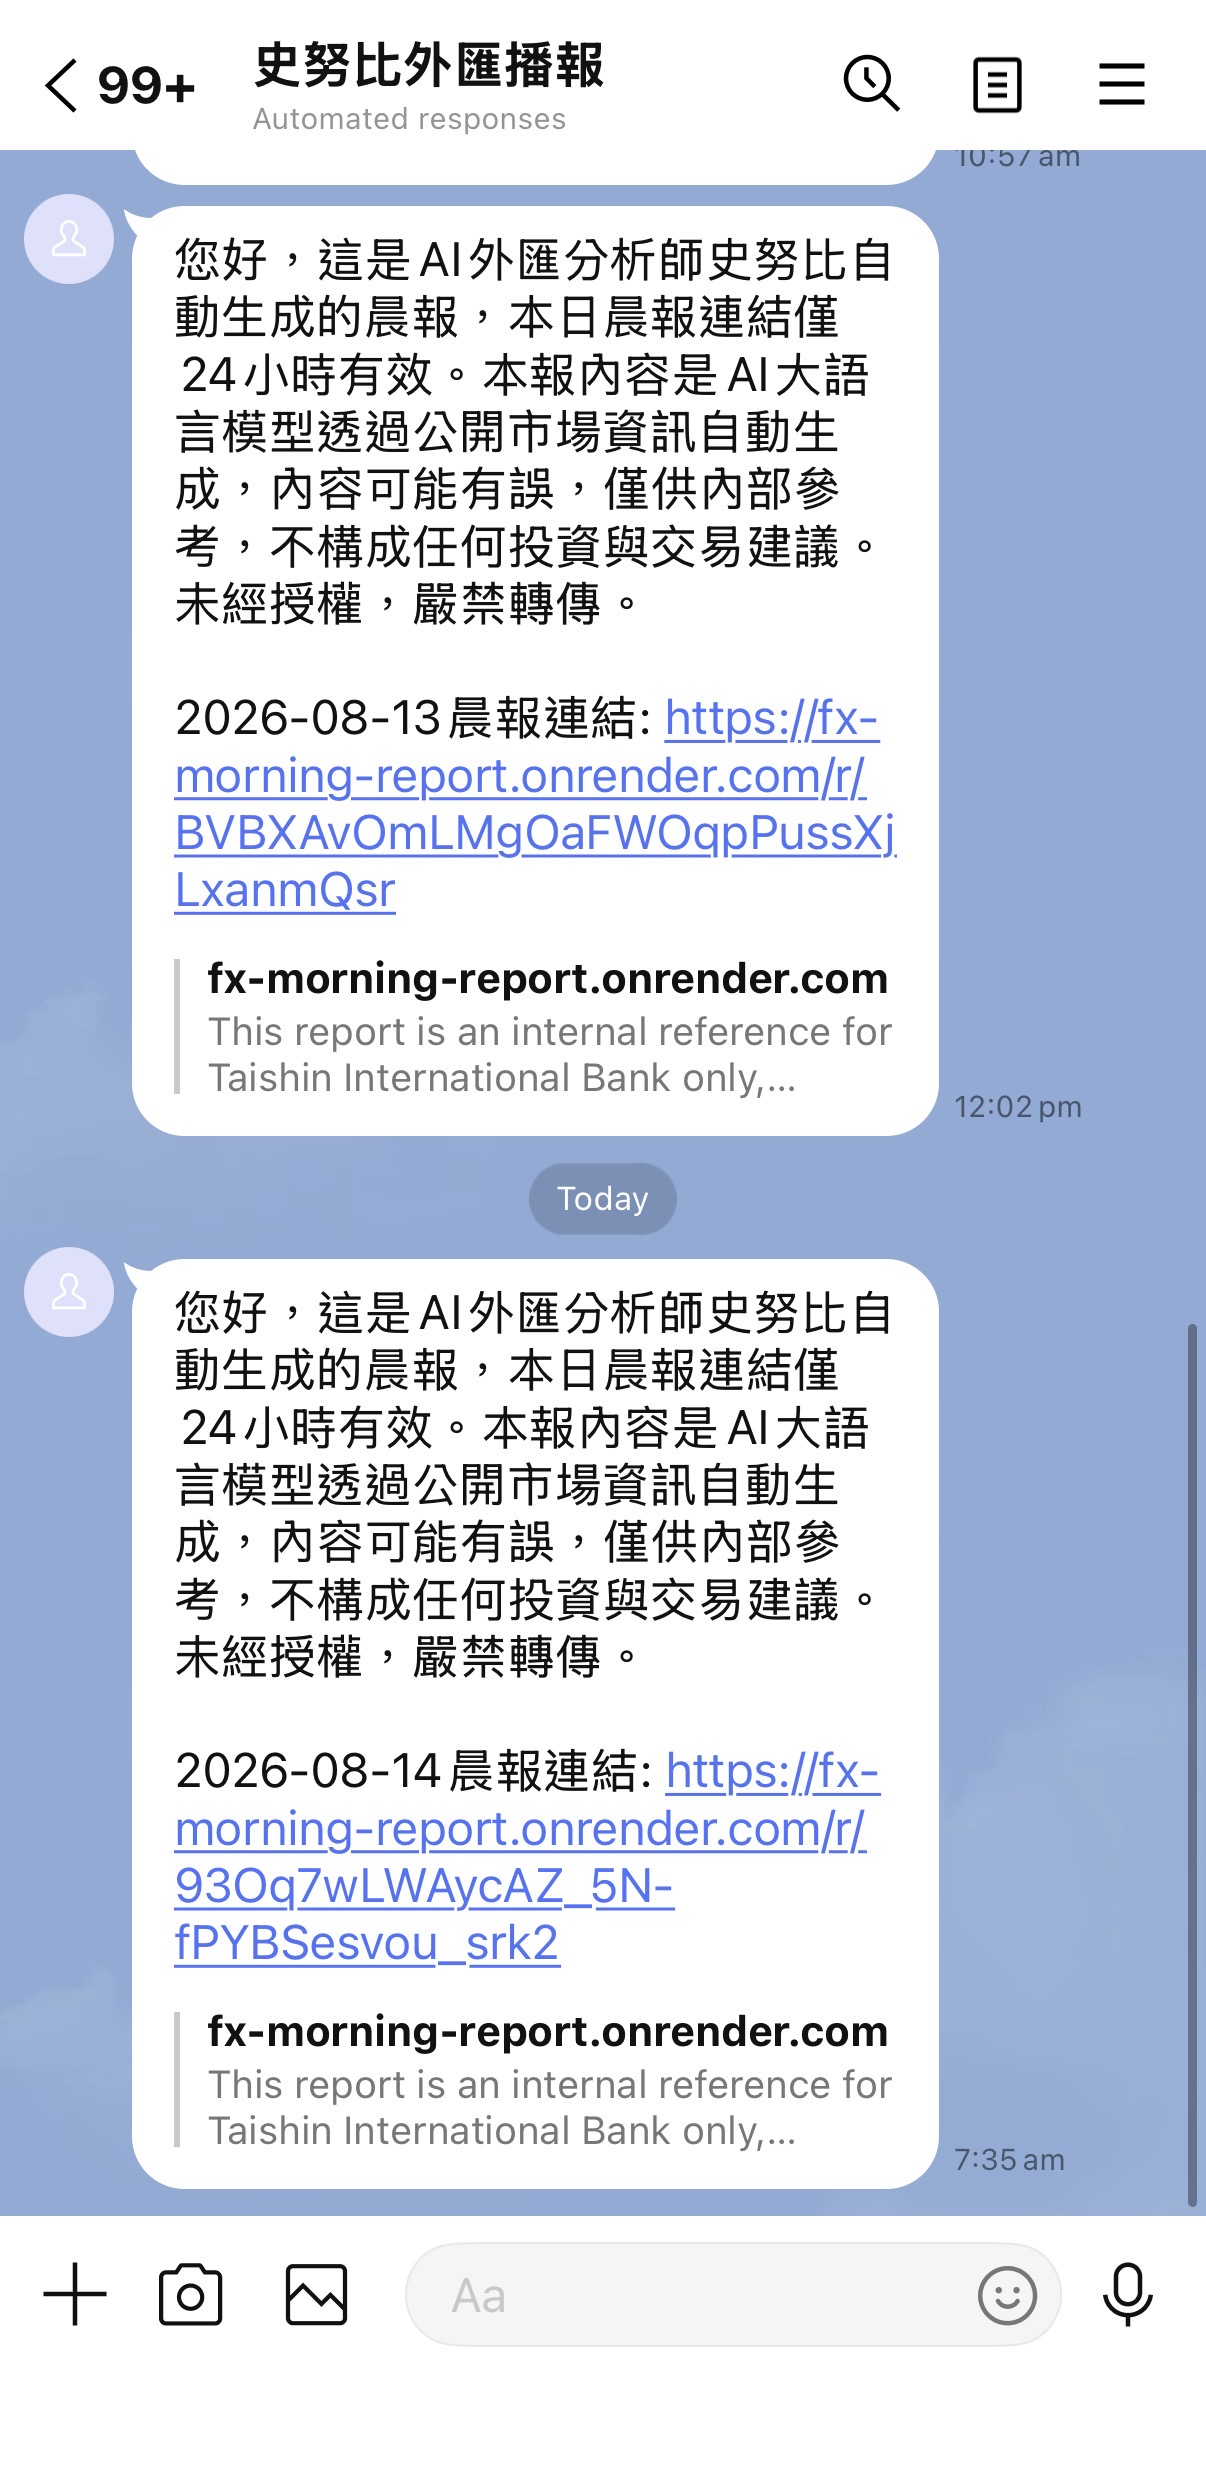 99+
史努比外匯播報
Automated responses
10:57 am
您好，這是AI外匯分析師史努比自
動生成的晨報，本日晨報連結僅
24小時有效。本報內容是AI大語
言模型透過公開市場資訊自動生
成，內容可能有誤，僅供內部參
考，不構成任何投資與交易建議。
未經授權，嚴禁轉傳。
2026-08-13晨報連結: https://fx-
morning-report.onrender.com/r/
BVBXAvOmLMgOaFWOqpPussXj
LxanmQsr
fx-morning-report.onrender.com
This report is an internal reference for
Taishin International Bank only,...
12:02 pm
Today
您好，這是AI外匯分析師史努比自
動生成的晨報，本日晨報連結僅
24小時有效。本報內容是AI大語
言模型透過公開市場資訊自動生
成，內容可能有誤，僅供內部參
考，不構成任何投資與交易建議。
未經授權，嚴禁轉傳。
2026-08-14晨報連結: https://fx-
morning-report.onrender.com/r/
93Oq7wLWAycAZ_5N-
fPYBSesvou_srk2
fx-morning-report.onrender.com
This report is an internal reference for
Taishin International Bank only,...
7:35 am
Aa